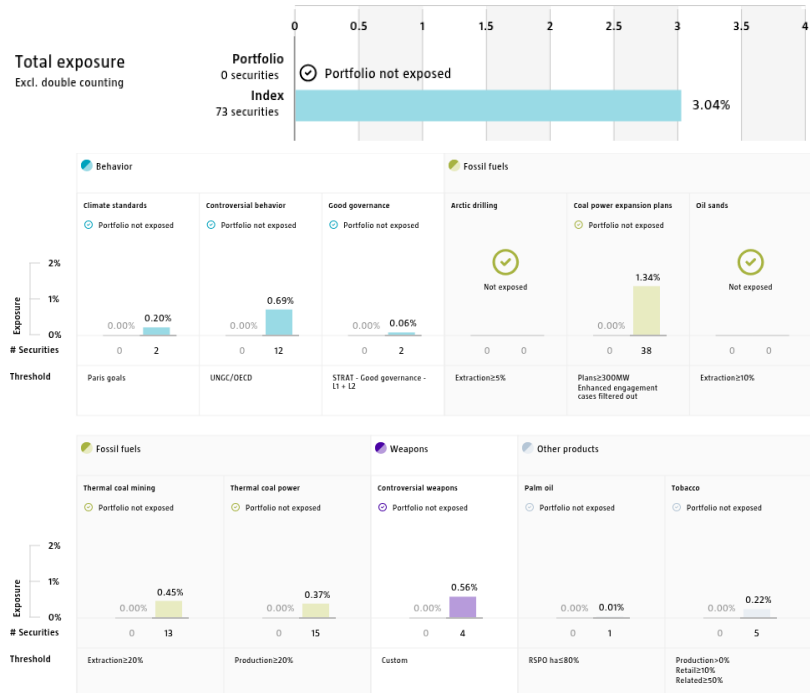 0 0.5 1 1.5 2 2.5 3 3.5 4
Total exposure
Excl. double counting
Portfolio
0 securities
Portfolio not exposed
Index
73 securities
3.04%
Behavior
Fossil fuels
Climate standards
Controversial behavior
Good governance
Arctic drilling
Coal power expansion plans
Oil sands
Portfolio not exposed
Portfolio not exposed
Portfolio not exposed
Not exposed
Portfolio not exposed
Not exposed
Exposure
2%
1%
0%
0.00% 0.20%
0.00% 0.69%
0.00% 0.06%
0.00% 1.34%
# Securities
0 2
0 12
0 2
0 0
0 38
0 0
Threshold
Paris goals
UNGC/OECD
STRAT - Good governance -
L1 + L2
Extraction≥5%
Plans≥300MW
Enhanced engagement
cases filtered out
Extraction≥10%
Fossil fuels
Weapons
Other products
Thermal coal mining
Thermal coal power
Controversial weapons
Palm oil
Tobacco
Portfolio not exposed
Portfolio not exposed
Portfolio not exposed
Portfolio not exposed
Portfolio not exposed
Exposure
2%
1%
0%
0.00% 0.45%
0.00% 0.37%
0.00% 0.56%
0.00% 0.01%
0.00% 0.22%
# Securities
0 13
0 15
0 4
0 1
0 5
Threshold
Extraction≥20%
Production≥20%
Custom
RSPO ha≤80%
Production>0%
Retail≥10%
Related≥50%